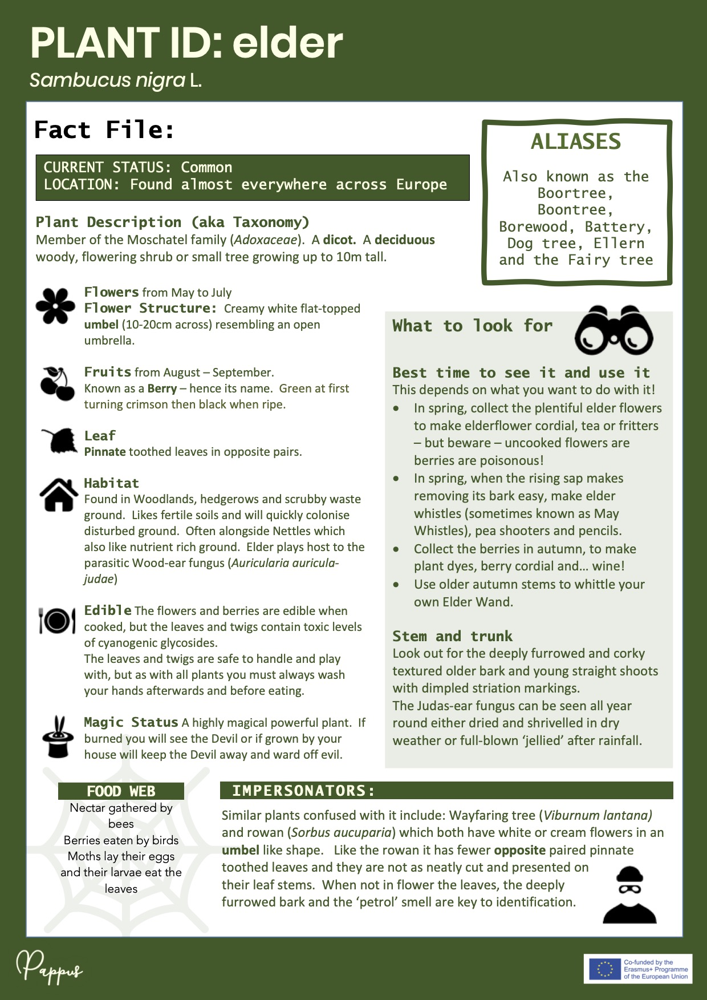 PLANT ID: elder
Sambucus nigra L.
Fact File:
CURRENT STATUS: Common
LOCATION: Found almost everywhere across Europe
ALIASES
Also known as the
Boortree,
Boontree,
Borewood, Battery,
Dog tree, Ellern
and the Fairy tree
Plant Description (aka Taxonomy)
Member of the Moschatel family (Adoxaceae). A dicot. A deciduous
woody, flowering shrub or small tree growing up to 10m tall.
Flowers from May to July
Flower Structure: Creamy white flat-topped
umbel (10-20cm across) resembling an open
umbrella.
Fruits from August – September.
Known as a Berry – hence its name. Green at first
turning crimson then black when ripe.
Leaf
Pinnate toothed leaves in opposite pairs.
Habitat
Found in Woodlands, hedgerows and scrubby waste
ground. Likes fertile soils and will quickly colonise
disturbed ground. Often alongside Nettles which
also like nutrient rich ground. Elder plays host to the
parasitic Wood-ear fungus (Auricularia auricula-
judae)
Edible The flowers and berries are edible when
cooked, but the leaves and twigs contain toxic levels
of cyanogenic glycosides.
The leaves and twigs are safe to handle and play
with, but as with all plants you must always wash
your hands afterwards and before eating.
Magic Status A highly magical powerful plant. If
burned you will see the Devil or if grown by your
house will keep the Devil away and ward off evil.
What to look for
Best time to see it and use it
This depends on what you want to do with it!
• In spring, collect the plentiful elder flowers
to make elderflower cordial, tea or fritters
– but beware – uncooked flowers are
berries are poisonous!
• In spring, when the rising sap makes
removing its bark easy, make elder
whistles (sometimes known as May
Whistles), pea shooters and pencils.
• Collect the berries in autumn, to make
plant dyes, berry cordial and… wine!
• Use older autumn stems to whittle your
own Elder Wand.
Stem and trunk
Look out for the deeply furrowed and corky
textured older bark and young straight shoots
with dimpled striation markings.
The Judas-ear fungus can be seen all year
round either dried and shrivelled in dry
weather or full-blown ‘jellied’ after rainfall.
FOOD WEB
Nectar gathered by
bees
Berries eaten by birds
Moths lay their eggs
and their larvae eat the
leaves
IMPERSONATORS:
Similar plants confused with it include: Wayfaring tree (Viburnum lantana)
and rowan (Sorbus aucuparia) which both have white or cream flowers in an
umbel like shape. Like the rowan it has fewer opposite paired pinnate
toothed leaves and they are not as neatly cut and presented on
their leaf stems. When not in flower the leaves, the deeply
furrowed bark and the ‘petrol’ smell are key to identification.
Pappus
Co-funded by the
Erasmus+ Programme
of the European Union